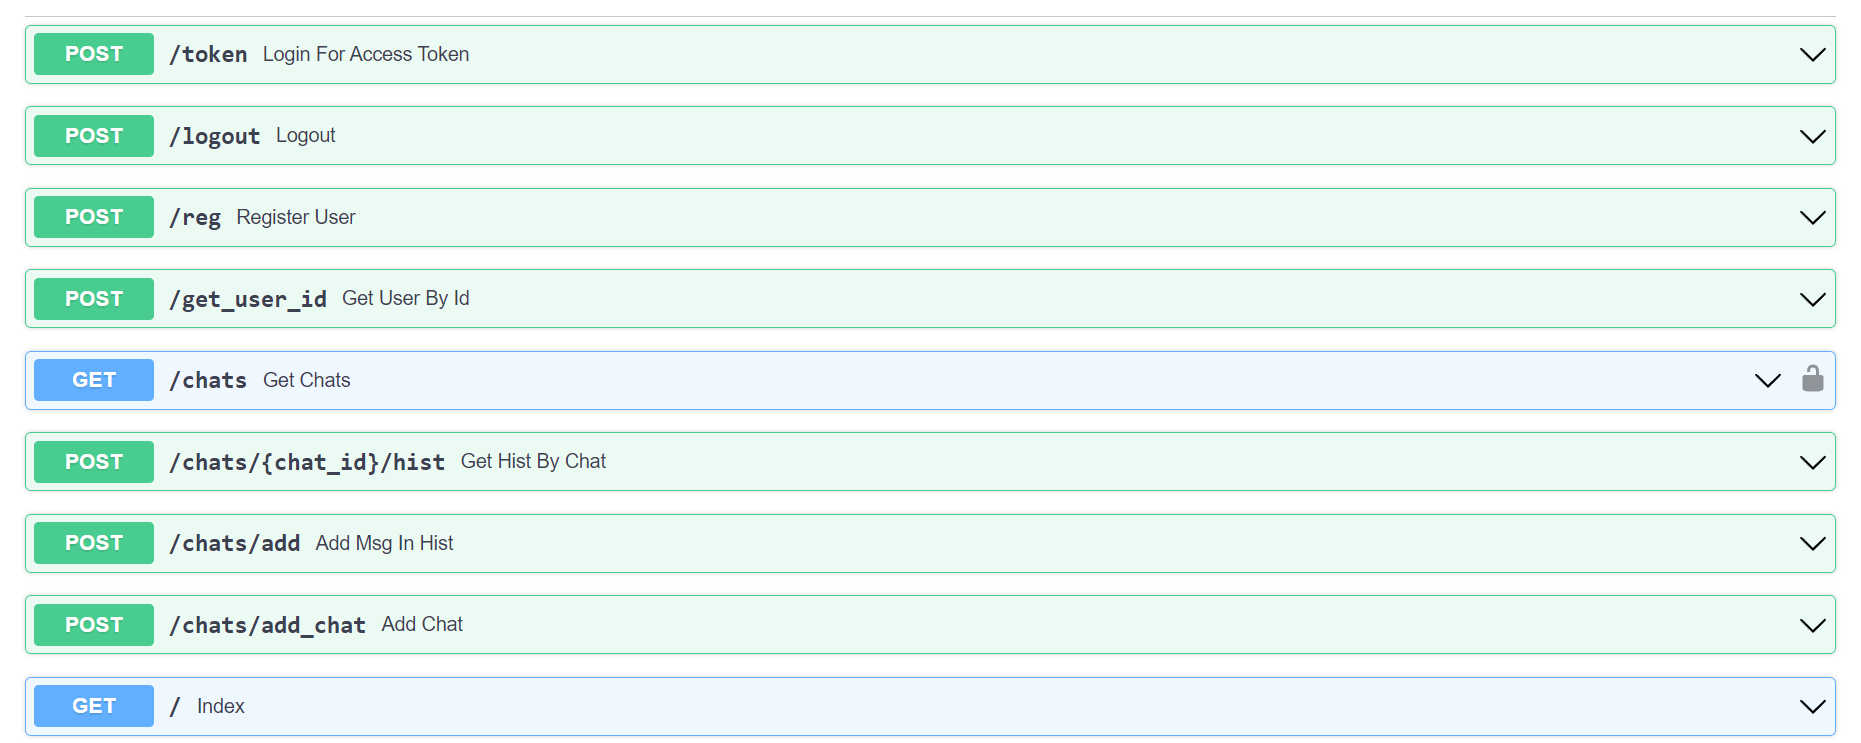 POST /token Login For Access Token
POST /logout Logout
POST /reg Register User
POST /get_user_id Get User By Id
GET /chats Get Chats
POST /chats/{chat_id}/hist Get Hist By Chat
POST /chats/add Add Msg In Hist
POST /chats/add_chat Add Chat
GET / Index